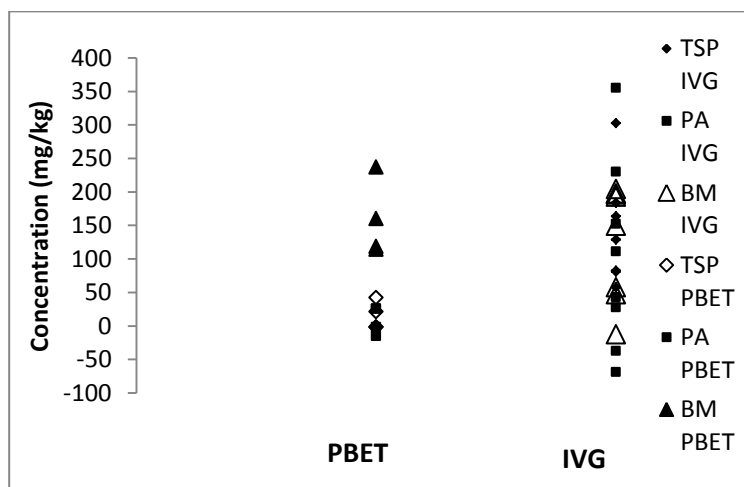 Concentration (mg/kg)
400
350
300
250
200
150
100
50
0
-50
-100
PBET
IVG
TSP
IVG
PA
IVG
BM
IVG
TSP
PBET
PA
PBET
BM
PBET